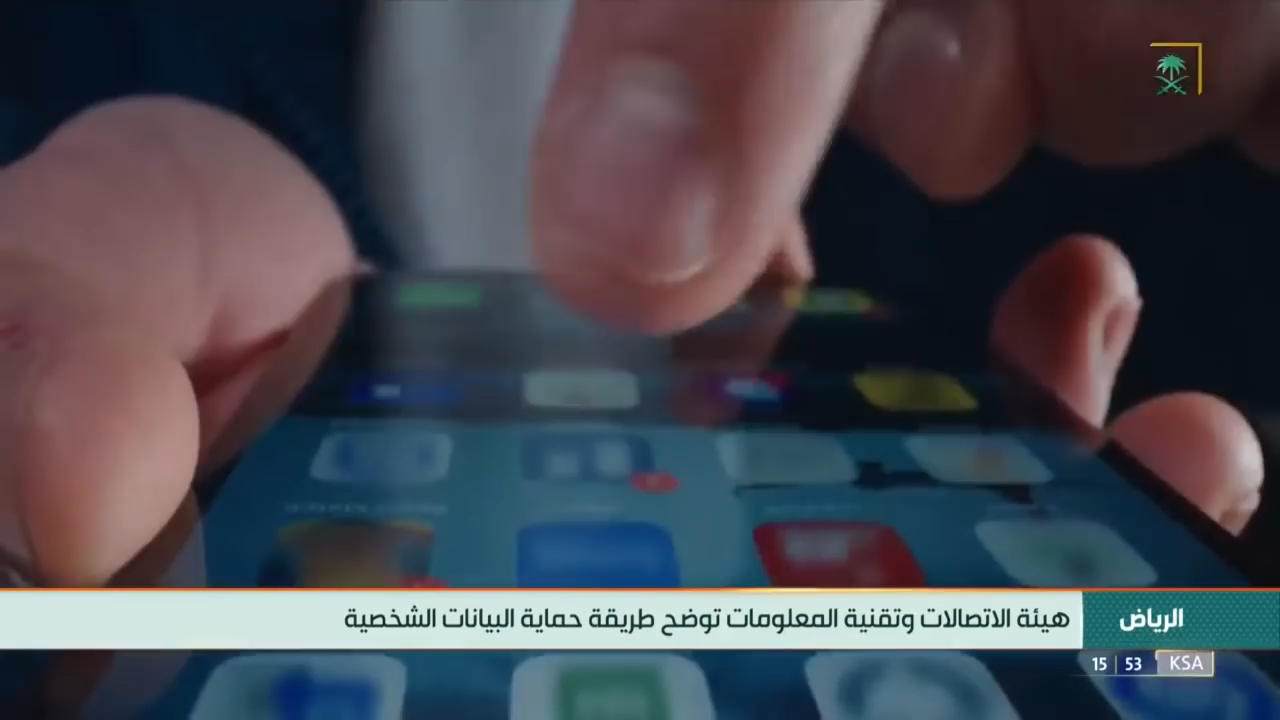 الرياض
هيئة الاتصالات وتقنية المعلومات توضح طريقة حماية البيانات الشخصية
15 53 KSA